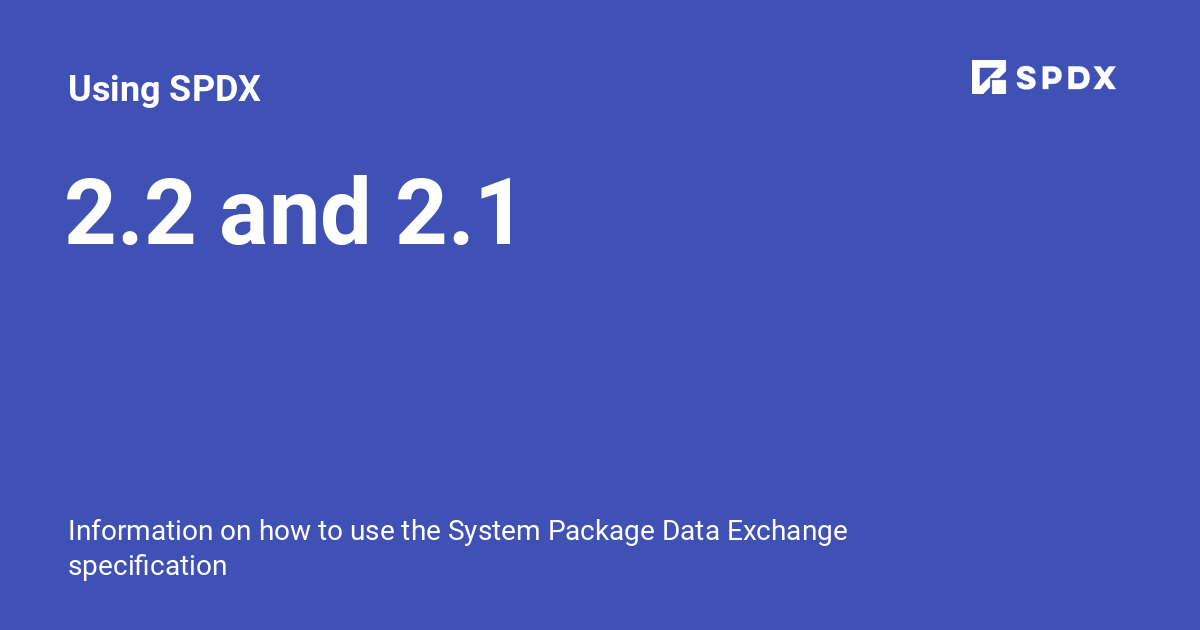 Using SPDX
SPDX
2.2 and 2.1
Information on how to use the System Package Data Exchange
specification